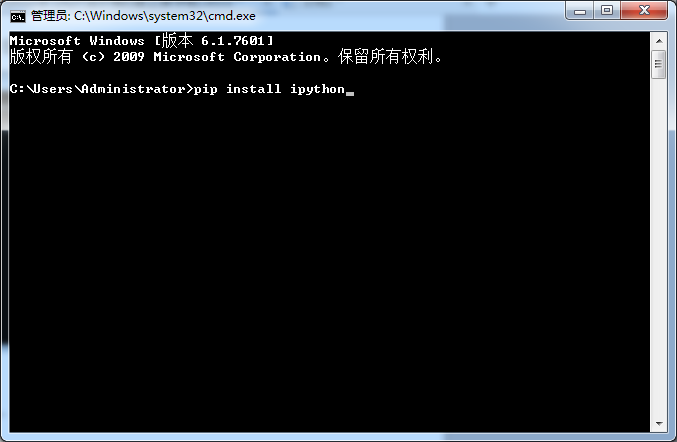 管理员: C:\Windows\system32\cmd.exe
Microsoft Windows [版本 6.1.7601]
版权所有 (c) 2009 Microsoft Corporation。保留所有权利。
C:\Users\Administrator>pip install ipython